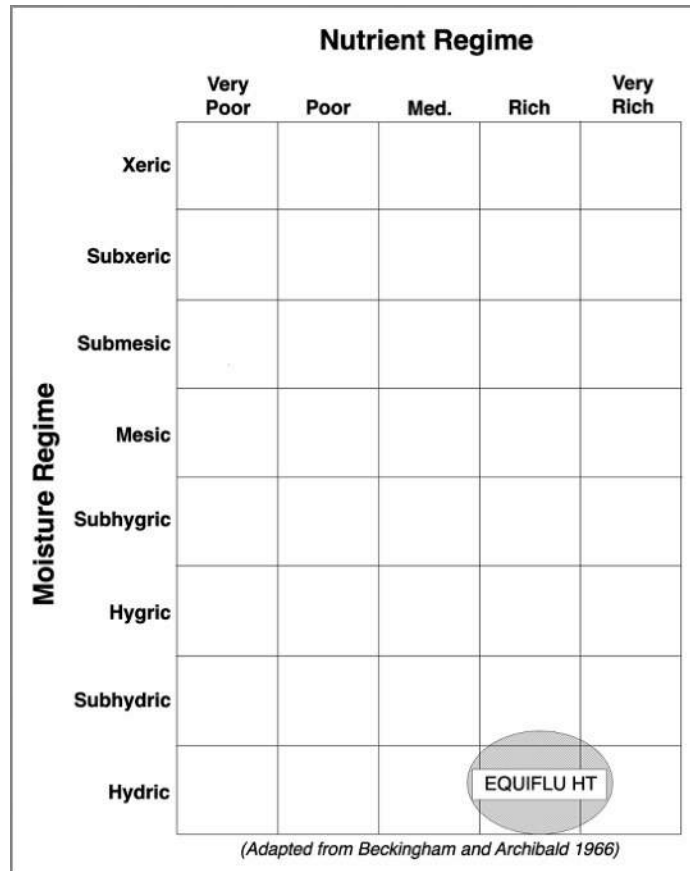 Nutrient Regime
Very Poor
Poor
Med.
Rich
Very Rich
Moisture Regime
Xeric
Subxeric
Submesic
Mesic
Subhygric
Hygric
Subhydric
Hydric
EQUIFLU HT
(Adapted from Beckingham and Archibald 1966)